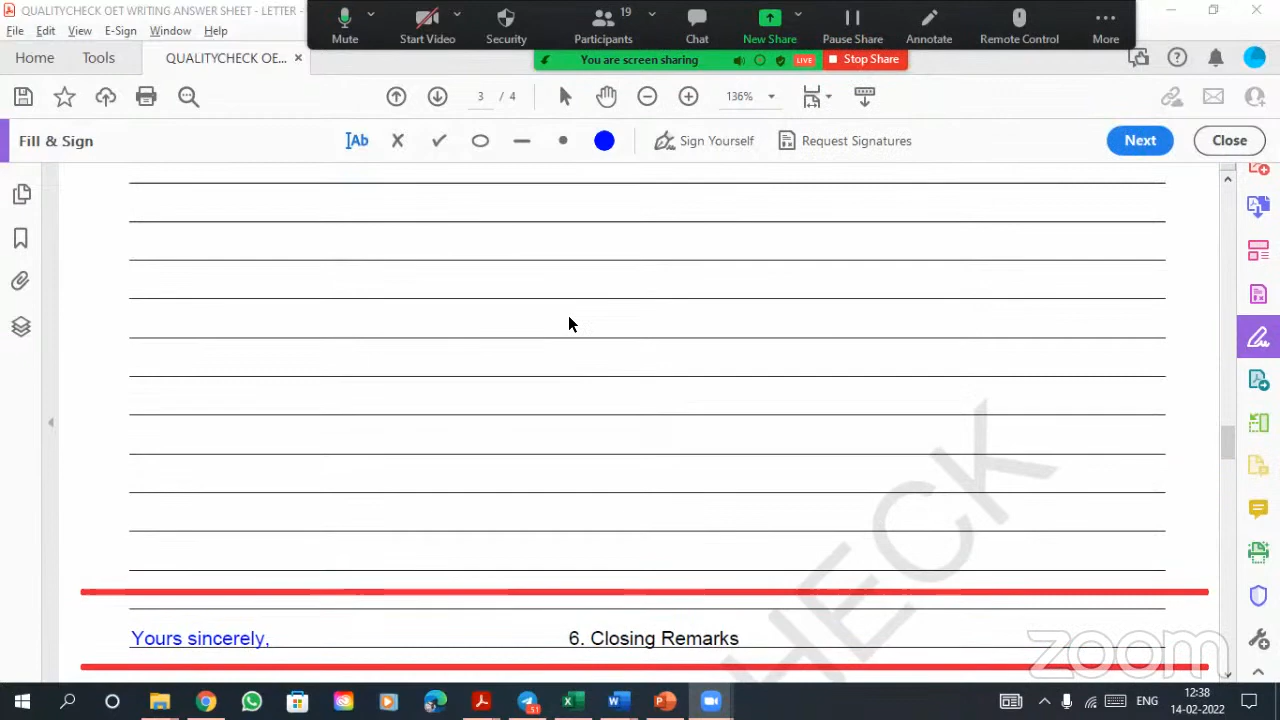 QUALITYCHECK OET WRITING ANSWER SHEET - LETTER -
File Edit View E-Sign Window Help
Mute Start Video Security Participants 19 Chat New Share Pause Share Annotate Remote Control More
You are screen sharing LIVE Stop Share
Home Tools QUALITYCHECK OE... ×
3 / 4 136%
Fill & Sign Ab Sign Yourself Request Signatures Next Close
CHECK
Yours sincerely, 6. Closing Remarks
zoom
51 ENG 12:38
14-02-2022